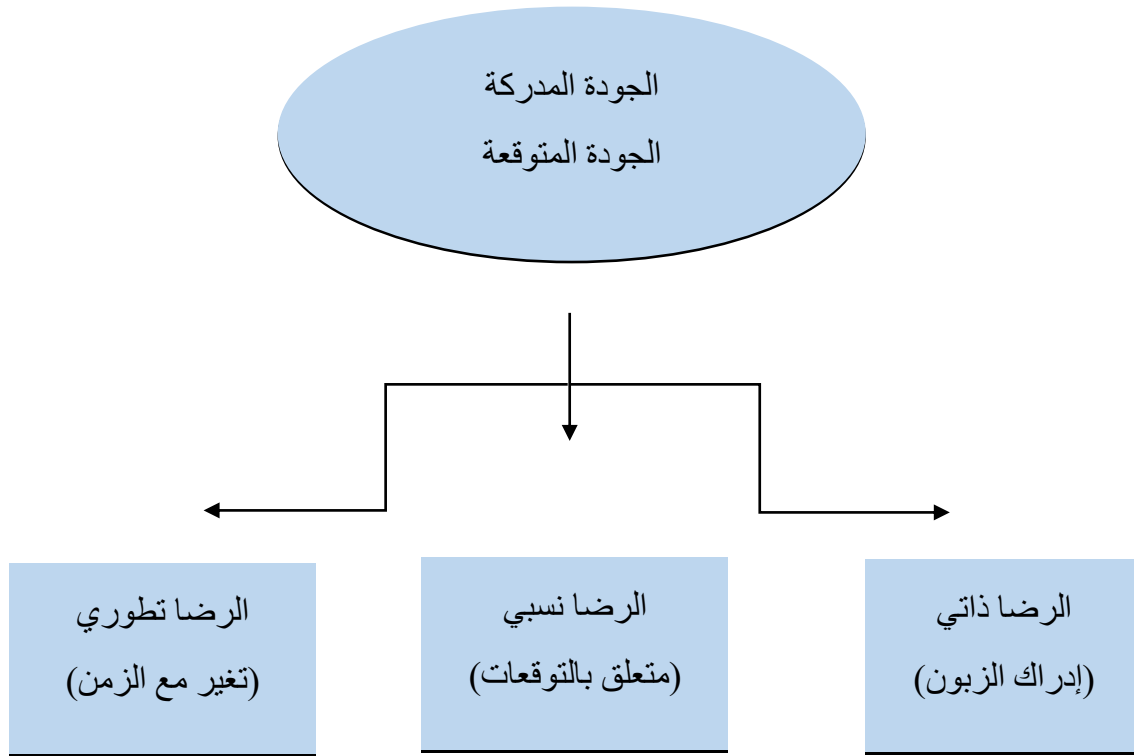 الجودة المدركة
الجودة المتوقعة
الرضا ذاتي
(إدراك الزبون)
الرضا نسبي
(متعلق بالتوقعات)
الرضا تطوري
(تغير مع الزمن)